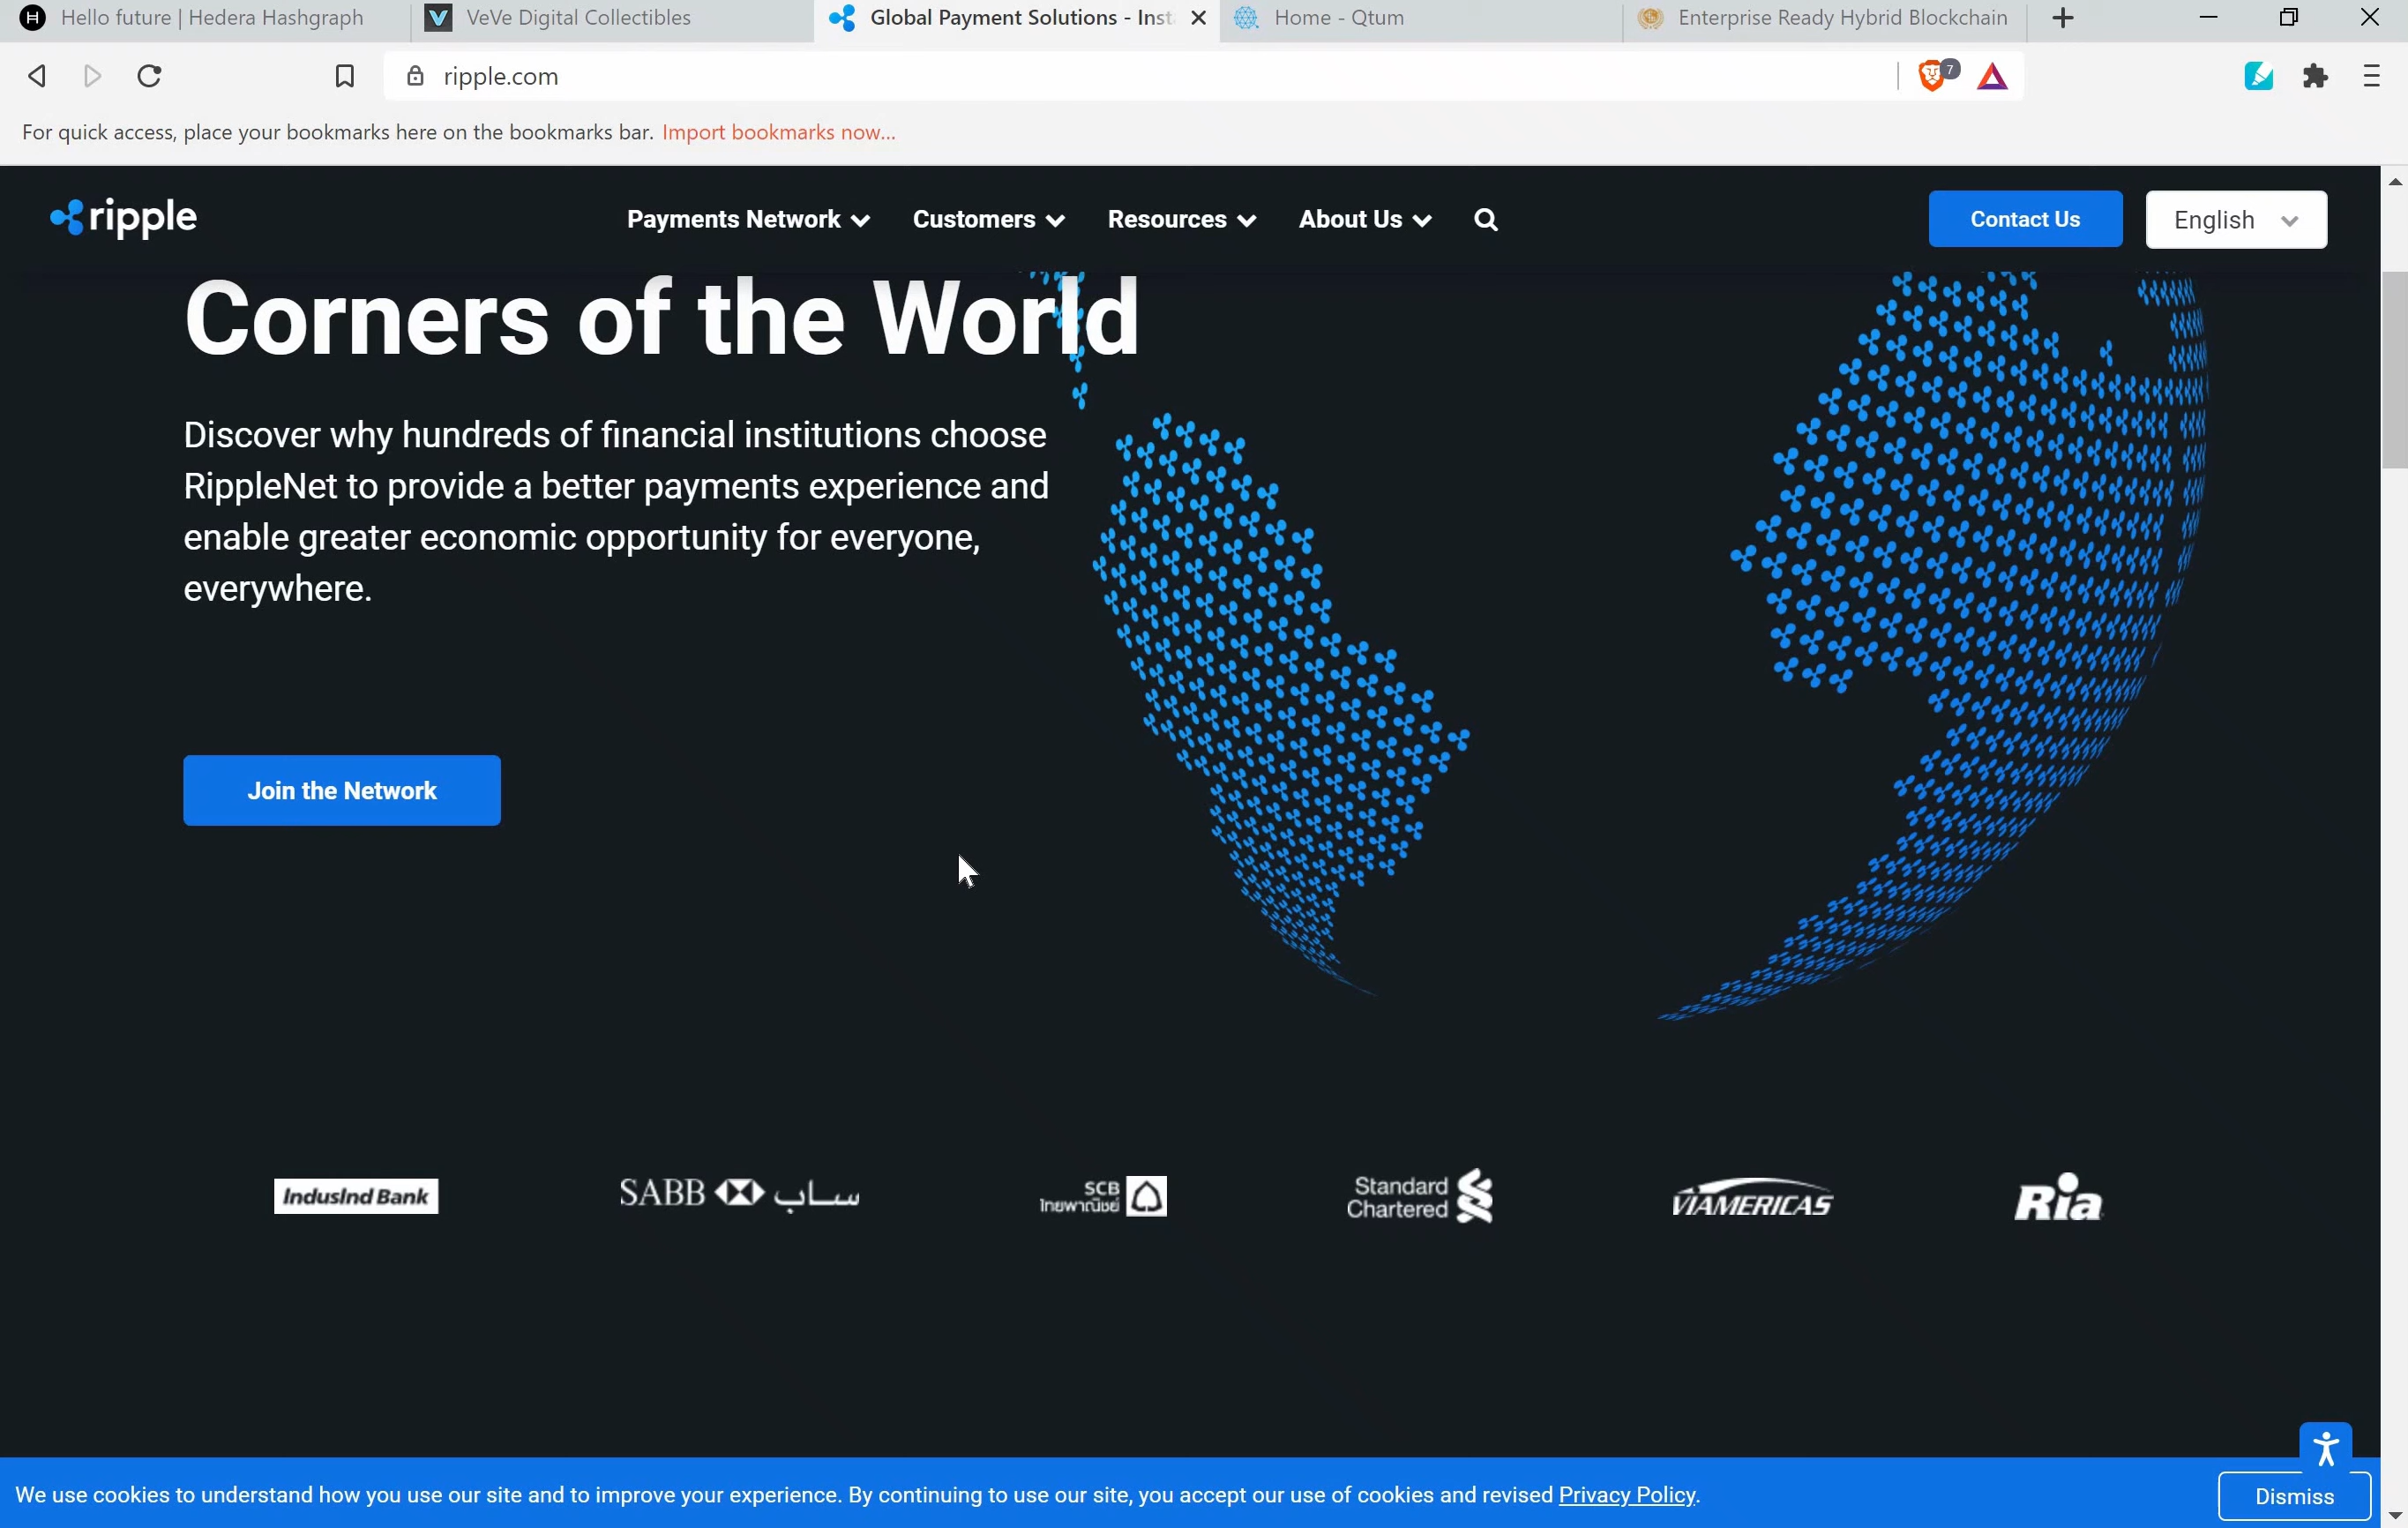 Hello future | Hedera Hashgraph
VeVe Digital Collectibles
Global Payment Solutions - Inst
Home - Qtum
Enterprise Ready Hybrid Blockchain
ripple.com
7
For quick access, place your bookmarks here on the bookmarks bar. Import bookmarks now...
ripple
Payments Network
Customers
Resources
About Us
Contact Us
English
Corners of the World
Discover why hundreds of financial institutions choose
RippleNet to provide a better payments experience and
enable greater economic opportunity for everyone,
everywhere.
Join the Network
IndusInd Bank
SABB ساب
SCB
ไทยพาณิชย์
Standard
Chartered
VIAMERICAS
Ria
We use cookies to understand how you use our site and to improve your experience. By continuing to use our site, you accept our use of cookies and revised Privacy Policy.
Dismiss